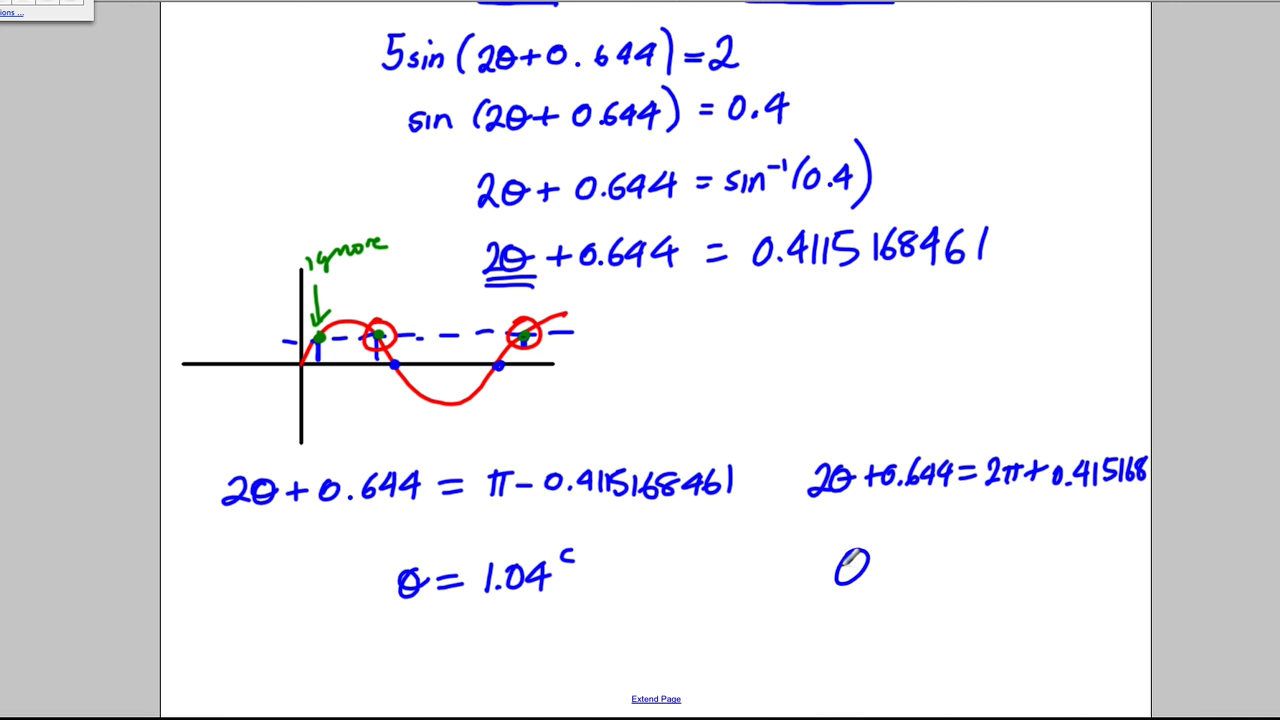 ions ...
5sin(2θ+0.644)=2
sin (2θ+0.644) = 0.4
2θ+0.644 = sin⁻¹(0.4)
2θ+0.644 = 0.4115168461
ignore
2θ+0.644 = π-0.4115168461
2θ+0.644=2π+0.415168
θ = 1.04ᶜ
θ
Extend Page